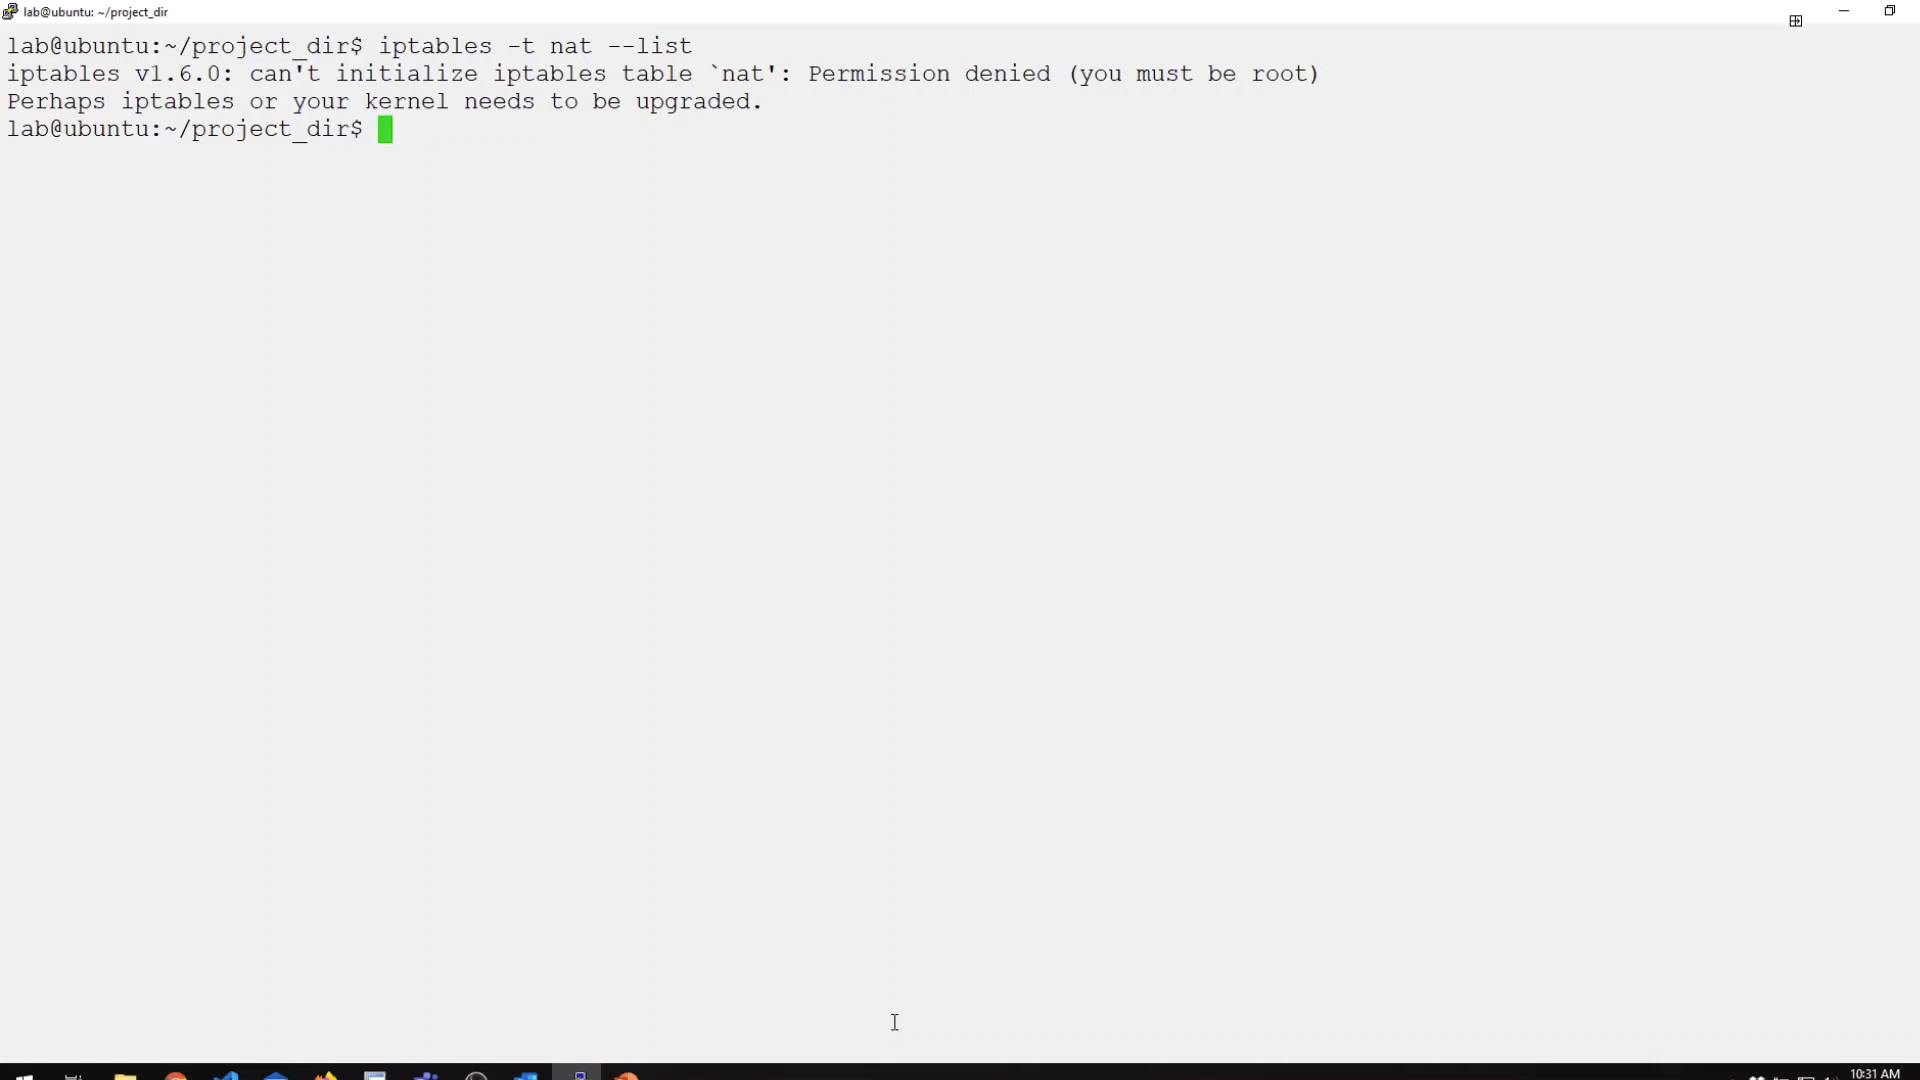 lab@ubuntu: ~/project_dir
lab@ubuntu:~/project_dir$ iptables -t nat --list
iptables v1.6.0: can't initialize iptables table `nat': Permission denied (you must be root)
Perhaps iptables or your kernel needs to be upgraded.
lab@ubuntu:~/project_dir$
10:31 AM